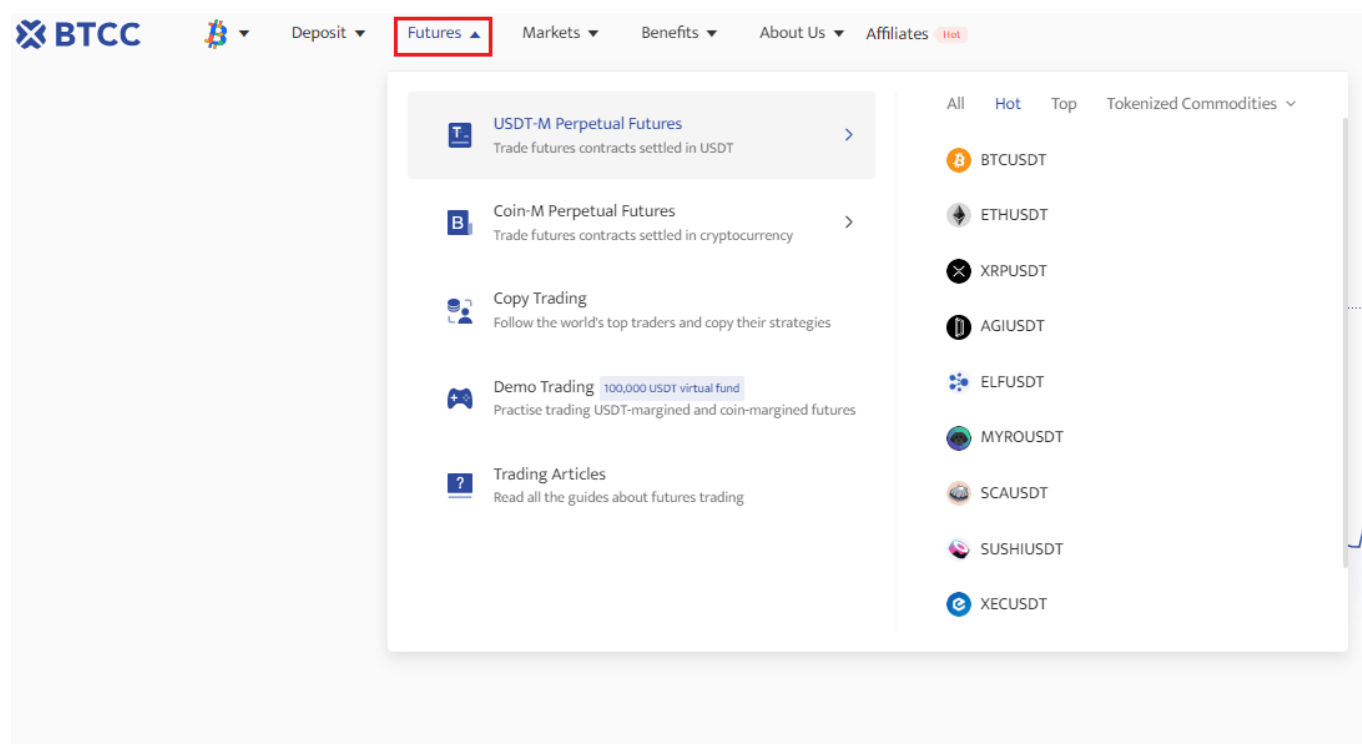 BTCC
Deposit
Futures
Markets
Benefits
About Us
Affiliates
Hot
USDT-M Perpetual Futures
Trade futures contracts settled in USDT
Coin-M Perpetual Futures
Trade futures contracts settled in cryptocurrency
Copy Trading
Follow the world's top traders and copy their strategies
Demo Trading 100,000 USDT virtual fund
Practise trading USDT-margined and coin-margined futures
Trading Articles
Read all the guides about futures trading
All Hot Top Tokenized Commodities
BTCUSDT
ETHUSDT
XRPUSDT
AGIUSDT
ELFUSDT
MYROUSDT
SCAUSDT
SUSHIUSDT
XECUSDT